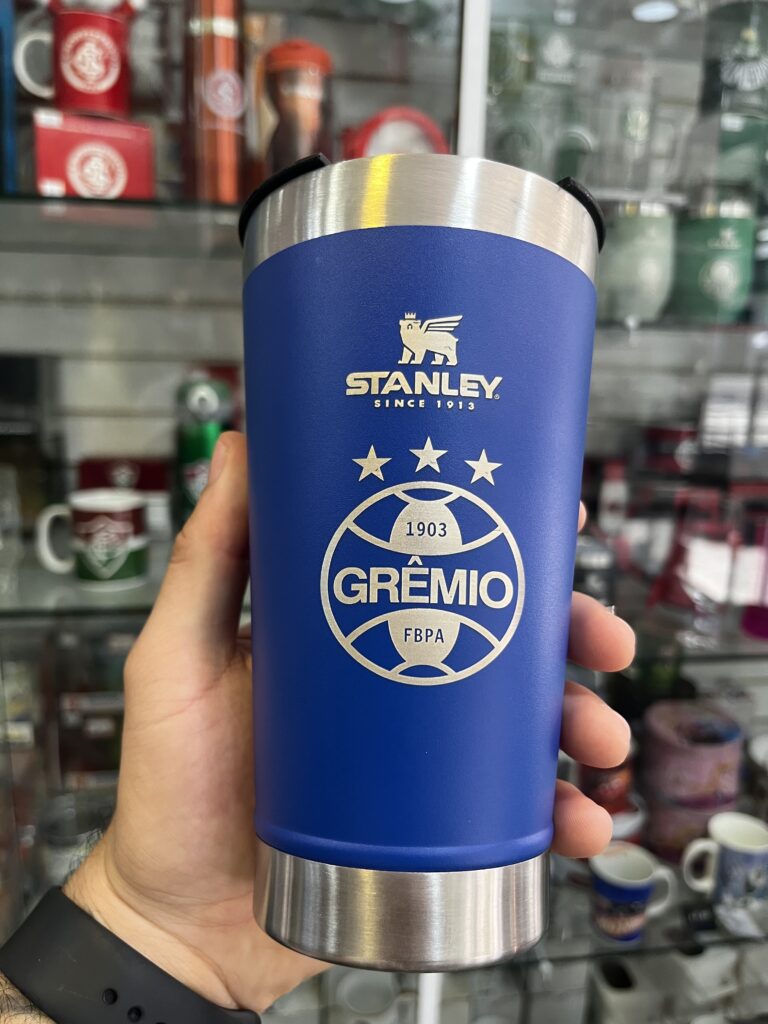 STANLEY
SINCE 1913
1903
GRÊMIO
FBPA